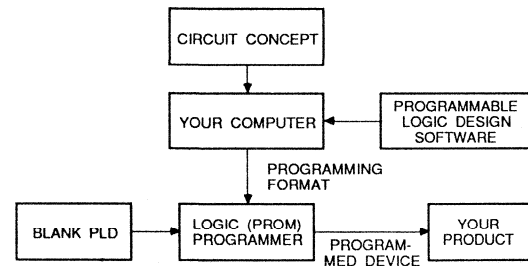 CIRCUIT CONCEPT
YOUR COMPUTER
PROGRAMMABLE
LOGIC DESIGN
SOFTWARE
PROGRAMMING
FORMAT
BLANK PLD
LOGIC (PROM)
PROGRAMMER
PROGRAM-
MED DEVICE
YOUR
PRODUCT